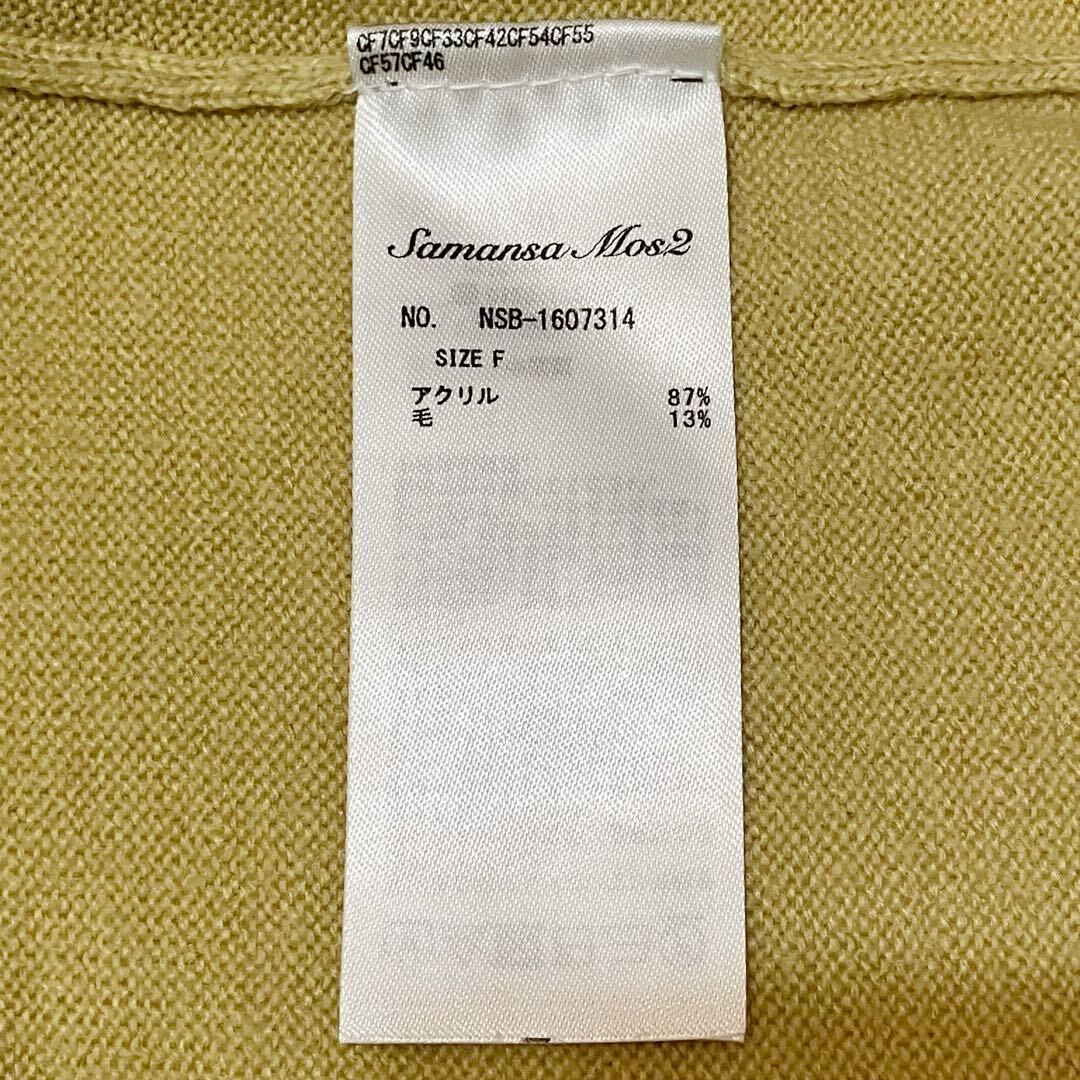 CF7CF9CF33CF42CF54CF55
CF57CF46
Samansa Mos2
NO. NSB-1607314
SIZE F
アクリル 87%
毛 13%